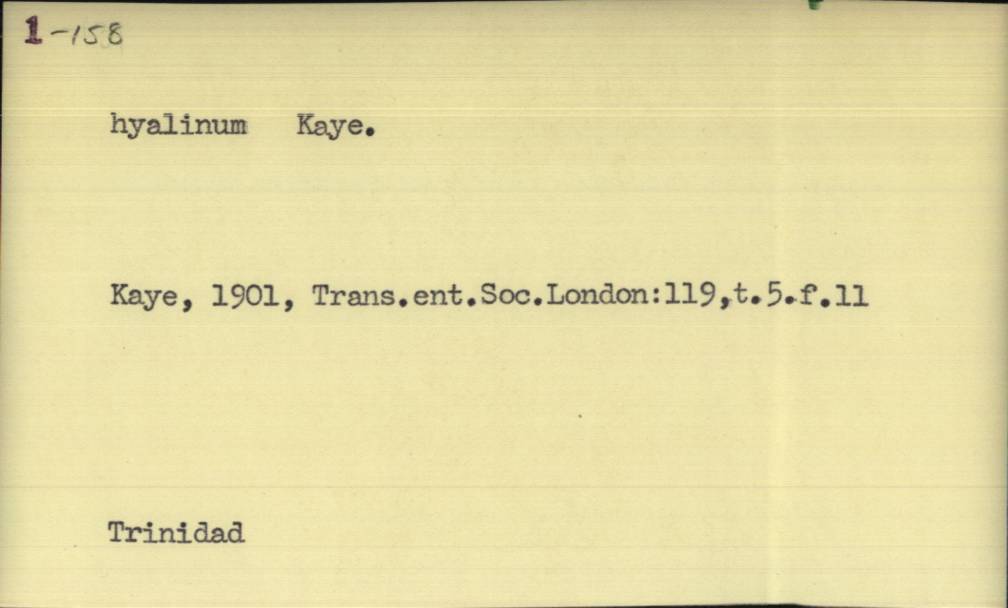 1-158
hyalinum Kaye.
Kaye, 1901, Trans.ent.Soc.London:119,t.5.f.11
Trinidad